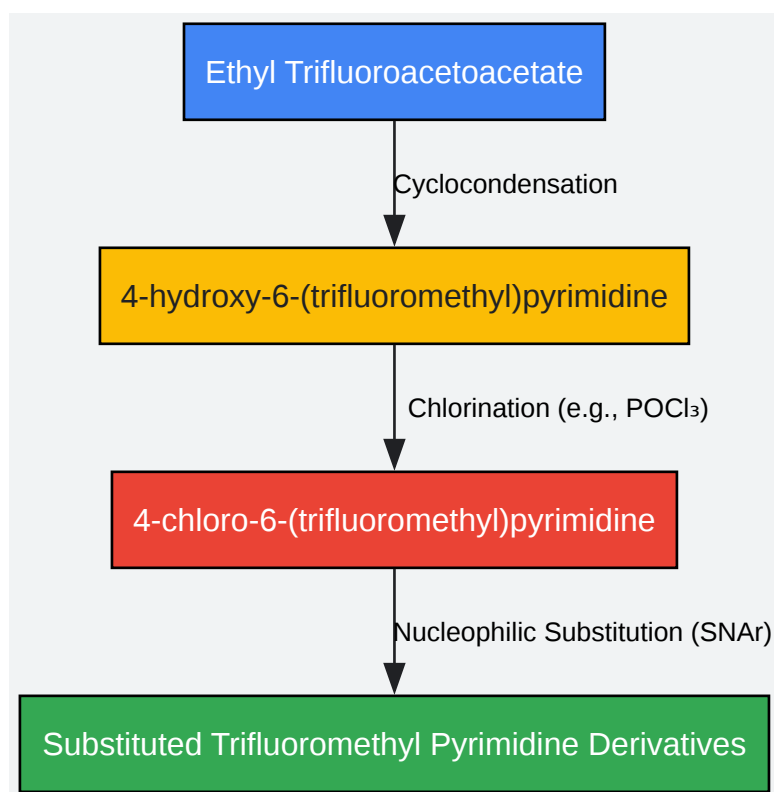 Ethyl Trifluoroacetoacetate
Cyclocondensation
4-hydroxy-6-(trifluoromethyl)pyrimidine
Chlorination (e.g., POCl₃)
4-chloro-6-(trifluoromethyl)pyrimidine
Nucleophilic Substitution (SNAr)
Substituted Trifluoromethyl Pyrimidine Derivatives